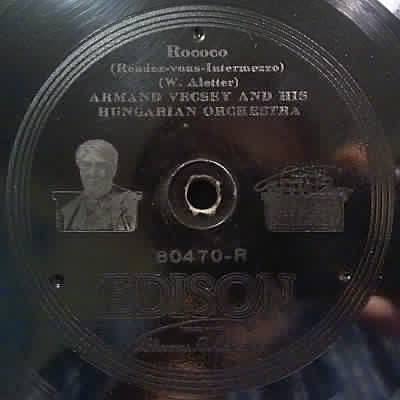 Rococo
(Rendez-vous-Intermezzo)
(W. Aletter)
ARMAND VECSEY AND HIS
HUNGARIAN ORCHESTRA
80470-R
EDISON